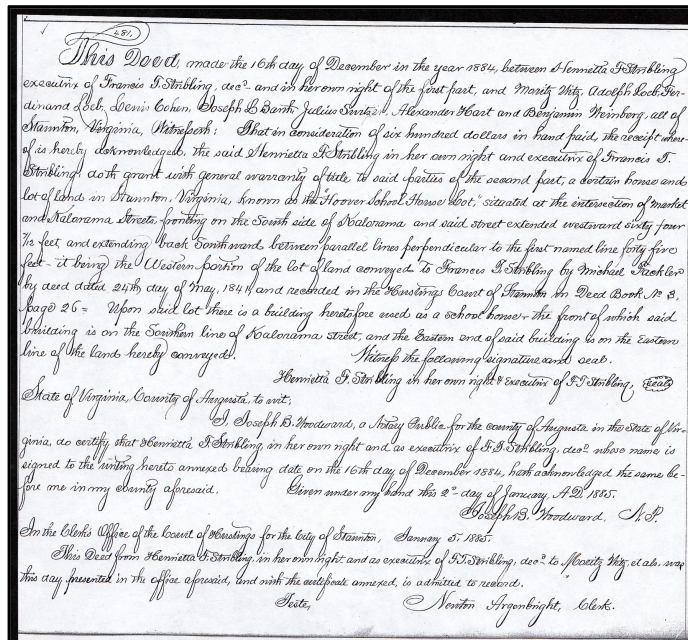 481.
This Deed, made the 16th day of December in the year 1884, between Henrietta F. Stribling
executrix of Francis T. Stribling, decd. and in her own right of the first part, and Moritz Witz, Adolph Loeb, Fer-
dinand Loeb, Denis Cohen, Joseph L. Barth, Julius Switzer, Alexander Hart and Benjamin Weinberg, all of
Staunton, Virginia, Witnesseth: That in consideration of six hundred dollars in hand paid, the receipt where-
of is hereby acknowledged, the said Henrietta F. Stribling in her own right and executrix of Francis T.
Stribling, doth grant with general warranty of title to said parties of the second part, a certain house and
lot of land in Staunton, Virginia, known as the "Hoover School House Lot," situated at the intersection of Market
and Kalorama Streets, fronting on the South side of Kalorama and said street extended westward sixty four
feet, and extending back Southward between parallel lines perpendicular to the first named line forty five
feet - it being the Western portion of the lot of land conveyed to Francis T. Stribling by Michael Fackler
by deed dated 24th day of May, 1841, and recorded in the Hustings Court of Staunton in Deed Book No 3,
page 26 = Upon said lot there is a building heretofore used as a school house & the front of which said
building is on the Southern line of Kalorama street, and the Eastern end of said building is on the Eastern
line of the land hereby conveyed. Witness the following signature and seal.
Henrietta F. Stribling in her own right & Executrix of F. T. Stribling, (seal)
State of Virginia, County of Augusta, to wit,
I, Joseph B. Woodward, a Notary Public for the county of Augusta in the State of Vir-
ginia, do certify that Henrietta F. Stribling, in her own right and as executrix of F. T. Stribling, decd. whose name is
signed to the writing hereto annexed bearing date on the 16th day of December 1884, hath acknowledged the same be-
fore me in my county aforesaid. Given under my hand this 2d day of January, A.D. 1885.
Joseph B. Woodward, N. P.
In the Clerk's Office of the Court of Hustings for the City of Staunton, January 5. 1885.
This Deed from Henrietta F. Stribling, in her own right and as executrix of F. T. Stribling, decd. to Moritz Witz, et als. was
this day presented in the office aforesaid, and with the certificate annexed, is admitted to record.
Teste, Newton Argenbright, Clerk.